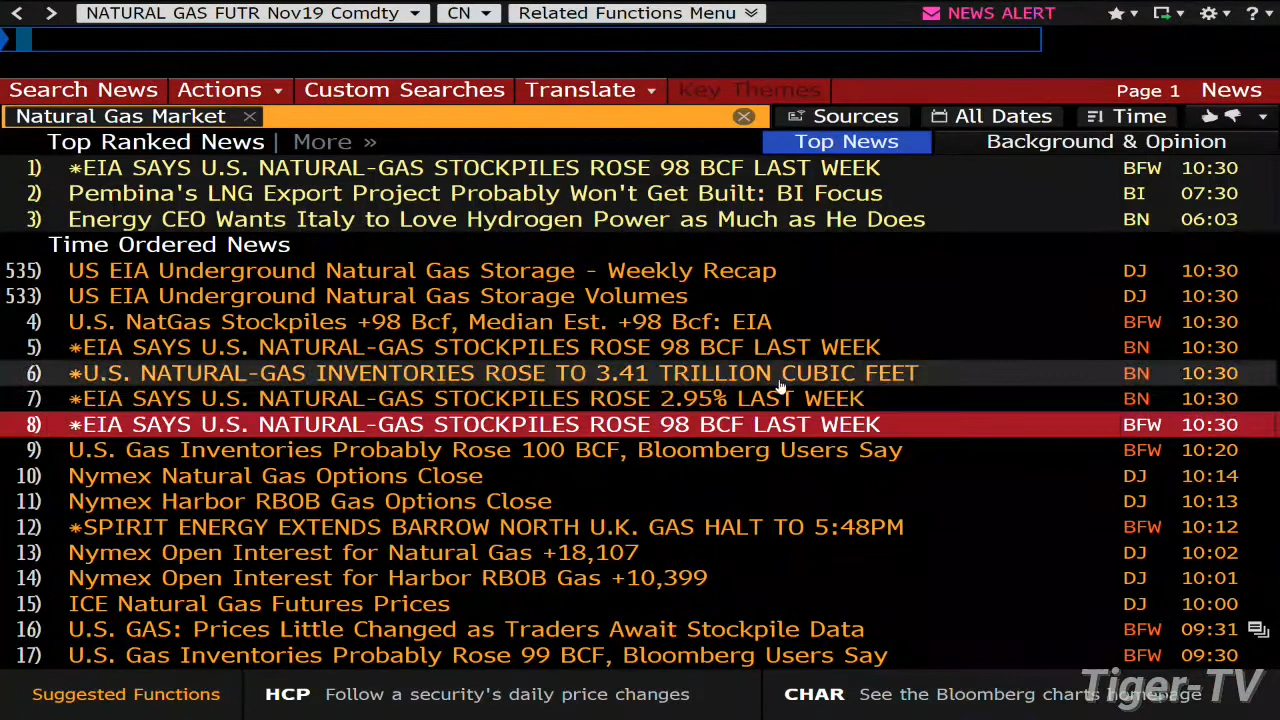 NATURAL GAS FUTR Nov19 Comdty CN Related Functions Menu NEWS ALERT
Search News Actions Custom Searches Translate Key Themes Page 1 News
Natural Gas Market Sources All Dates Time
Top Ranked News | More » Top News Background & Opinion
1) *EIA SAYS U.S. NATURAL-GAS STOCKPILES ROSE 98 BCF LAST WEEK BFW 10:30
2) Pembina's LNG Export Project Probably Won't Get Built: BI Focus BI 07:30
3) Energy CEO Wants Italy to Love Hydrogen Power as Much as He Does BN 06:03
Time Ordered News
535) US EIA Underground Natural Gas Storage - Weekly Recap DJ 10:30
533) US EIA Underground Natural Gas Storage Volumes DJ 10:30
4) U.S. NatGas Stockpiles +98 Bcf, Median Est. +98 Bcf: EIA BFW 10:30
5) *EIA SAYS U.S. NATURAL-GAS STOCKPILES ROSE 98 BCF LAST WEEK BN 10:30
6) *U.S. NATURAL-GAS INVENTORIES ROSE TO 3.41 TRILLION CUBIC FEET BN 10:30
7) *EIA SAYS U.S. NATURAL-GAS STOCKPILES ROSE 2.95% LAST WEEK BN 10:30
8) *EIA SAYS U.S. NATURAL-GAS STOCKPILES ROSE 98 BCF LAST WEEK BFW 10:30
9) U.S. Gas Inventories Probably Rose 100 BCF, Bloomberg Users Say BFW 10:20
10) Nymex Natural Gas Options Close DJ 10:14
11) Nymex Harbor RBOB Gas Options Close DJ 10:13
12) *SPIRIT ENERGY EXTENDS BARROW NORTH U.K. GAS HALT TO 5:48PM BFW 10:12
13) Nymex Open Interest for Natural Gas +18,107 DJ 10:02
14) Nymex Open Interest for Harbor RBOB Gas +10,399 DJ 10:01
15) ICE Natural Gas Futures Prices DJ 10:00
16) U.S. GAS: Prices Little Changed as Traders Await Stockpile Data BFW 09:31
17) U.S. Gas Inventories Probably Rose 99 BCF, Bloomberg Users Say BFW 09:30
Suggested Functions HCP Follow a security's daily price changes CHAR See the Bloomberg charts homepage
Tiger-TV